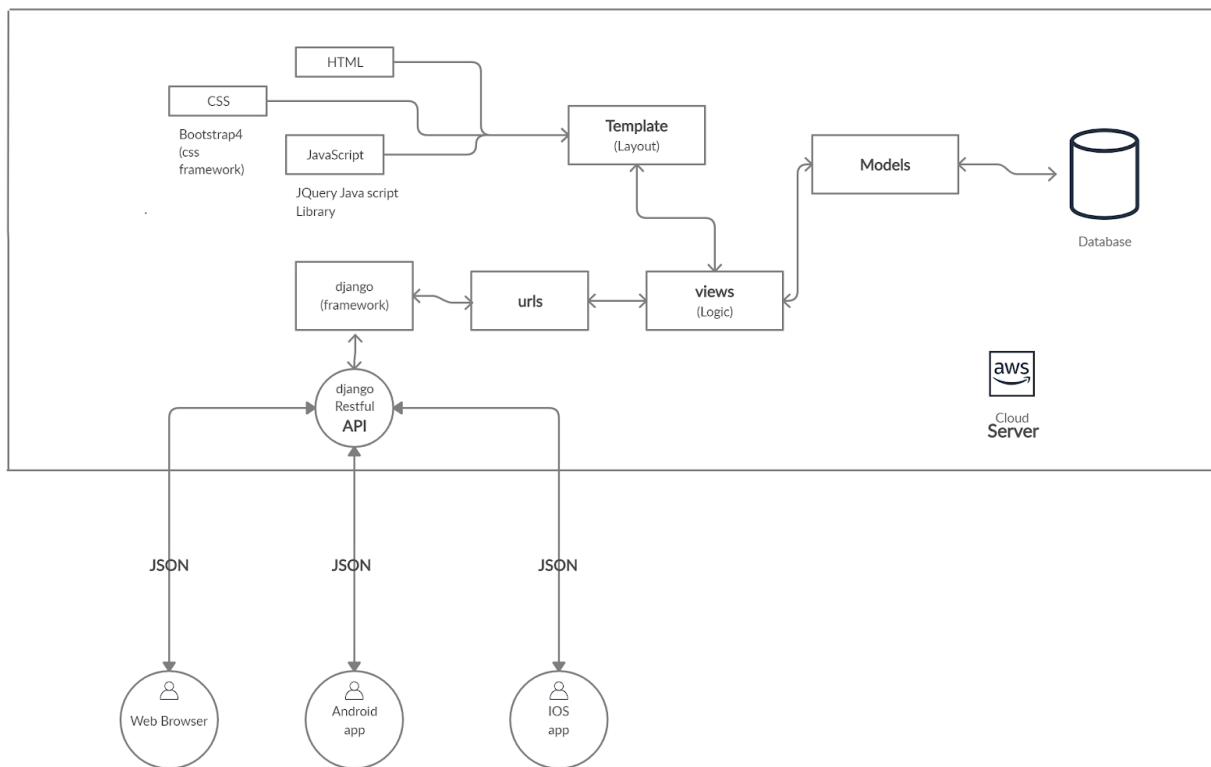 HTML
CSS
Bootstrap4
(css
framework)
JavaScript
JQuery Java script
Library
Template
(Layout)
Models
Database
django
(framework)
urls
views
(Logic)
aws
Cloud
Server
django
Restful
API
JSON
JSON
JSON
Web Browser
Android
app
IOS
app